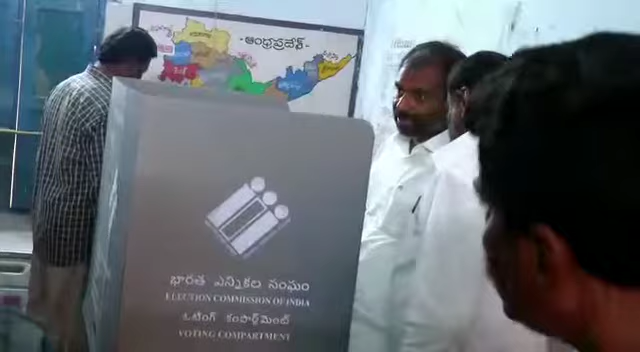 ఆంధ్రప్రదేశ్
భారత ఎన్నికల సంఘం
ELECTION COMMISSION OF INDIA
ఓటింగ్ కంపార్ట్‌మెంట్
VOTING COMPARTMENT